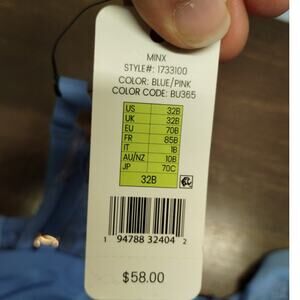 MINX
STYLE#: 1733100
COLOR: BLUE/PINK
COLOR CODE: BU365
US 32B
UK 32B
EU 70B
FR 85B
IT 1B
AU/NZ 10B
JP 70C
32B
1 94788 32404 2
$58.00